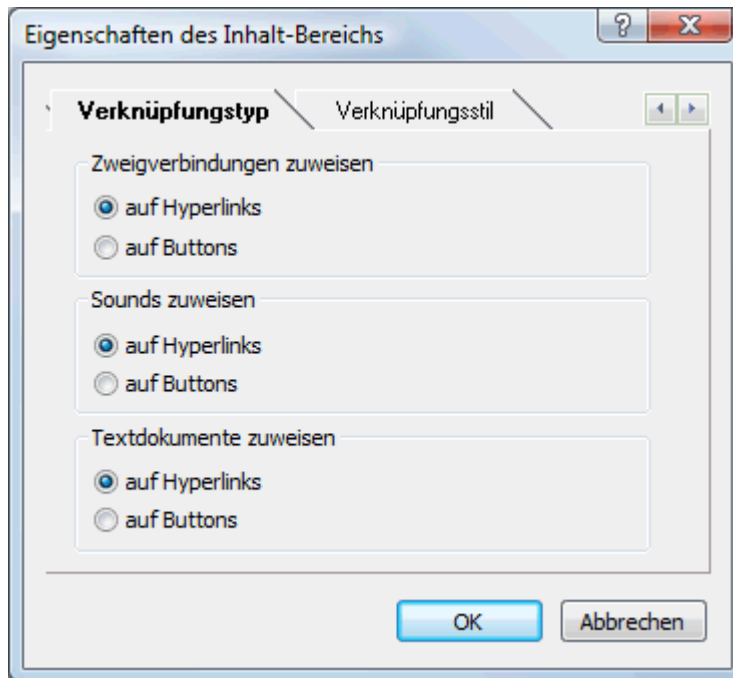 Eigenschaften des Inhalt-Bereichs
?
Verknüpfungstyp Verknüpfungsstil
Zweigverbindungen zuweisen
auf Hyperlinks
auf Buttons
Sounds zuweisen
auf Hyperlinks
auf Buttons
Textdokumente zuweisen
auf Hyperlinks
auf Buttons
OK Abbrechen